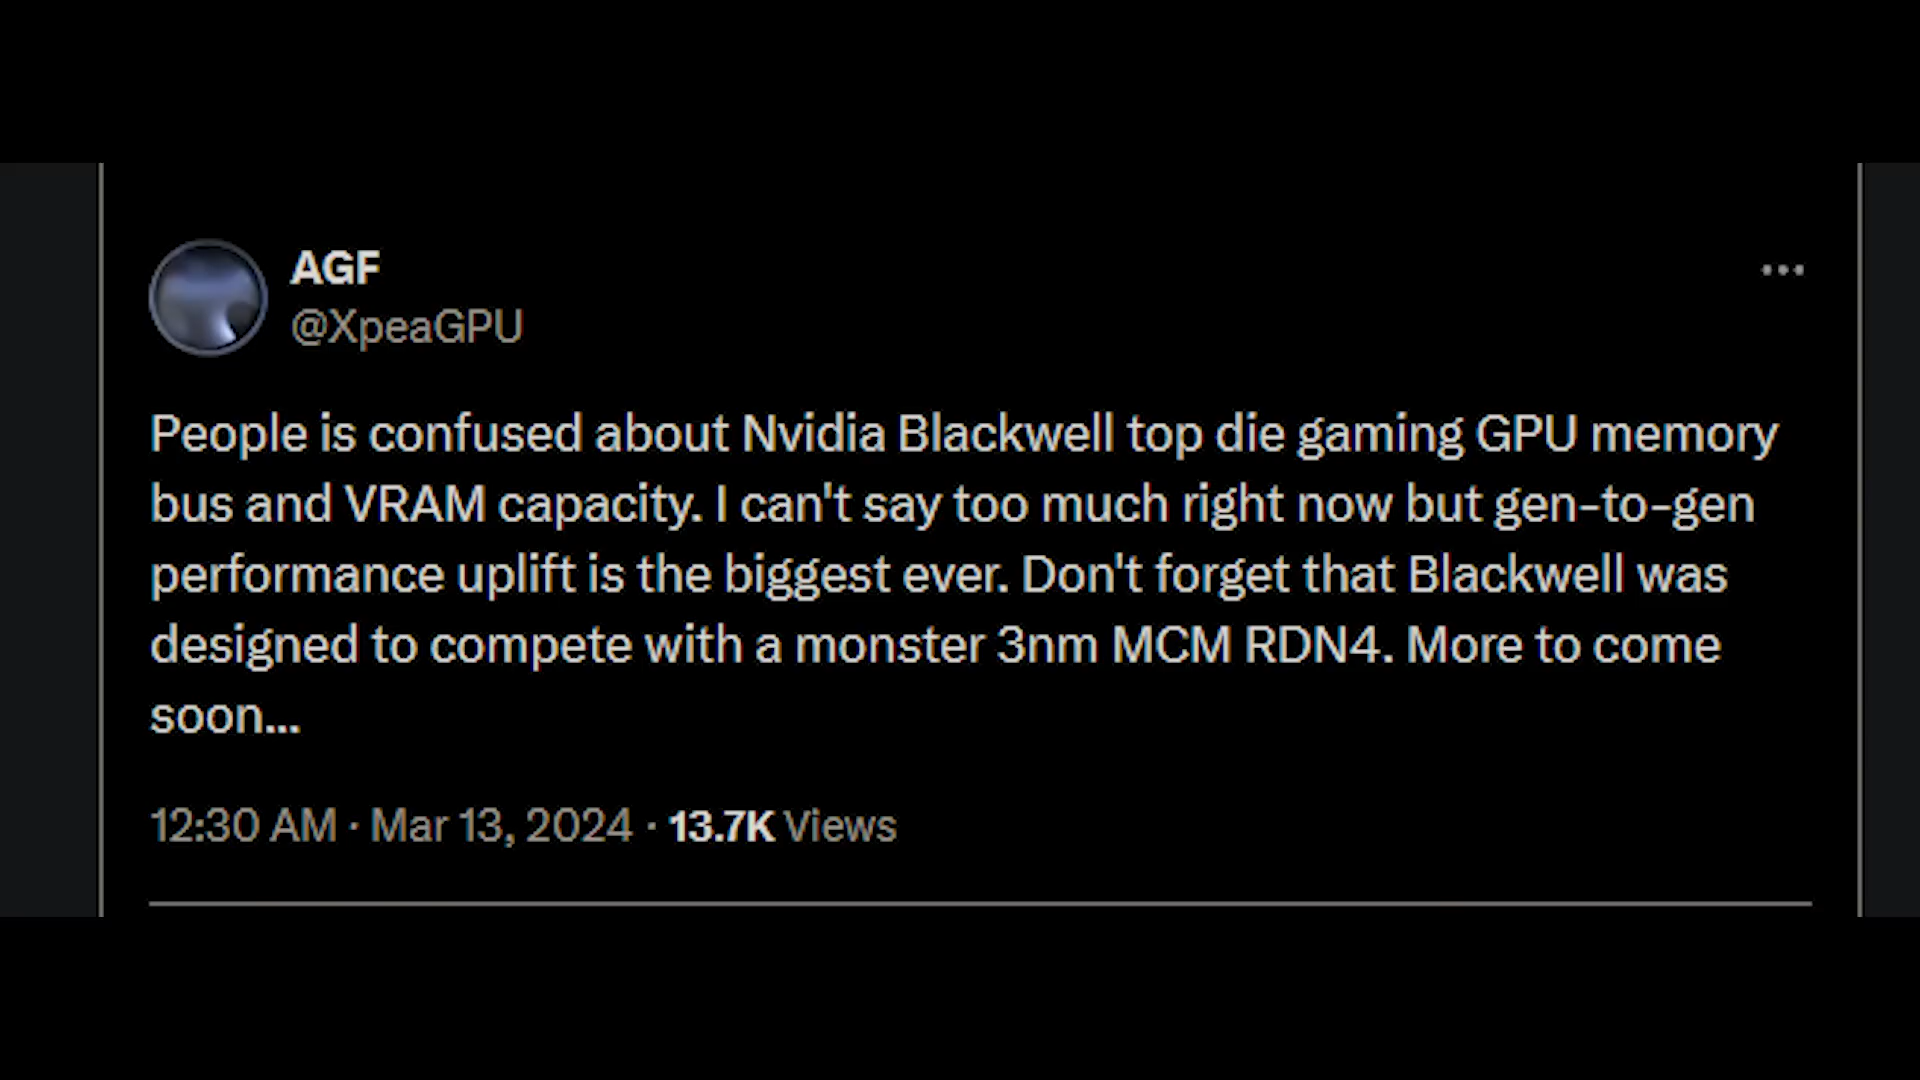 AGF
@XpeaGPU
People is confused about Nvidia Blackwell top die gaming GPU memory
bus and VRAM capacity. I can't say too much right now but gen-to-gen
performance uplift is the biggest ever. Don't forget that Blackwell was
designed to compete with a monster 3nm MCM RDN4. More to come
soon...
12:30 AM · Mar 13, 2024 · 13.7K Views